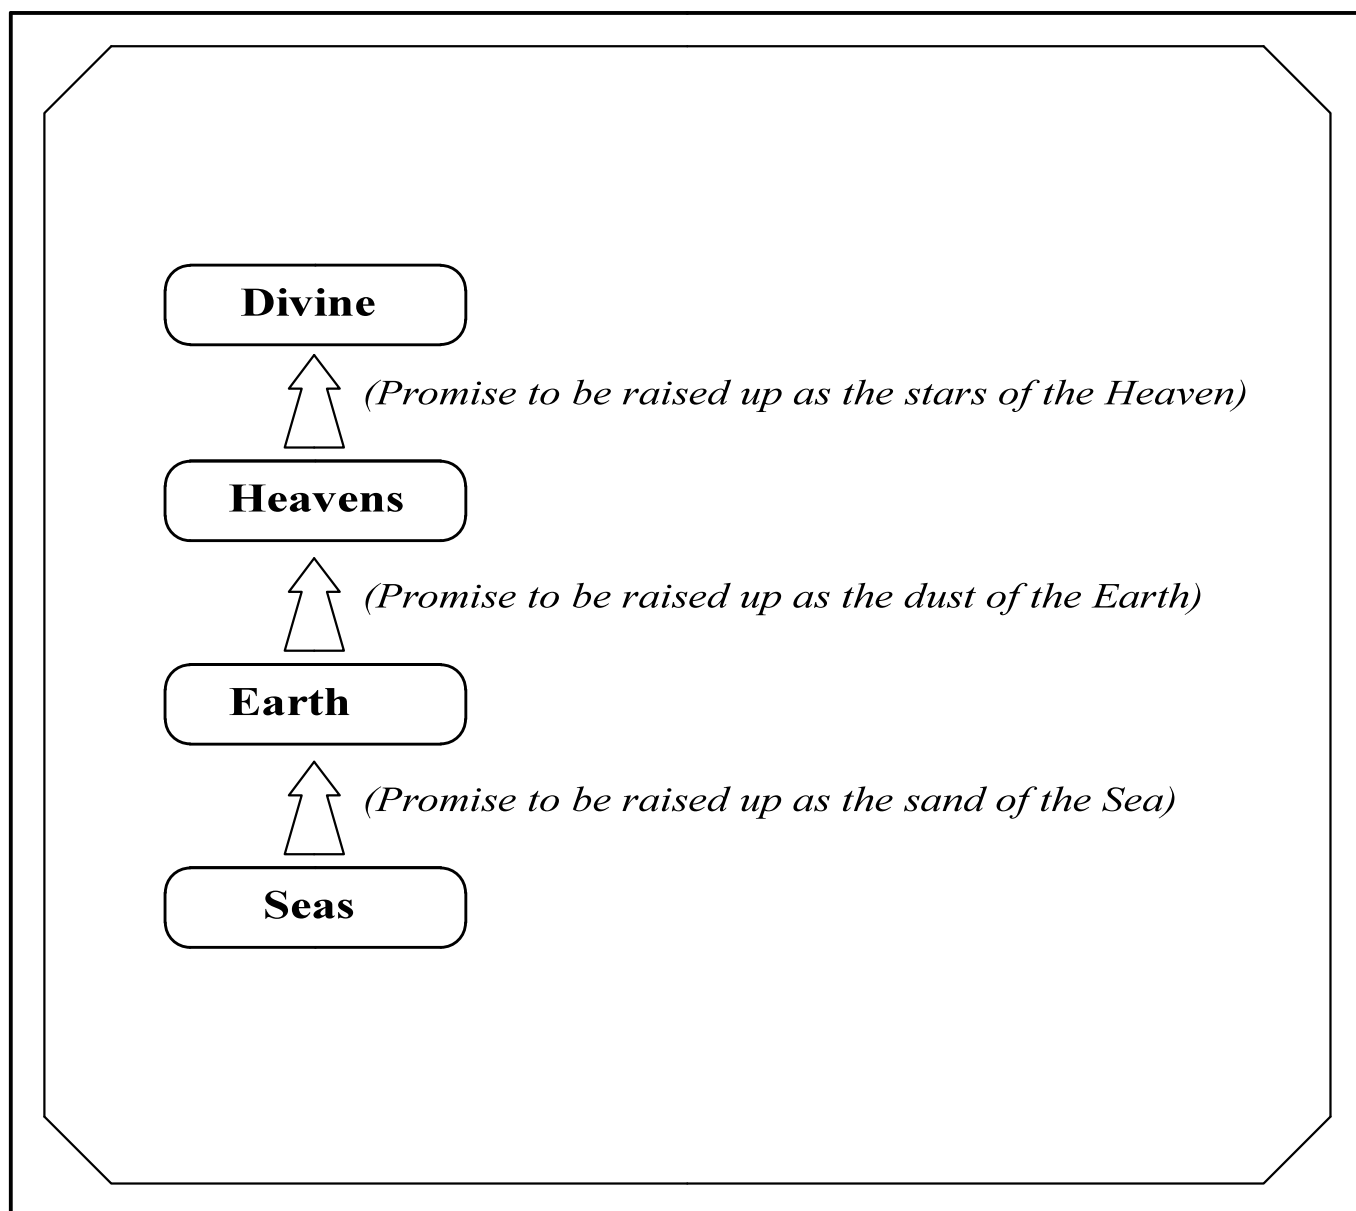 Divine
(Promise to be raised up as the stars of the Heaven)
Heavens
(Promise to be raised up as the dust of the Earth)
Earth
(Promise to be raised up as the sand of the Sea)
Seas